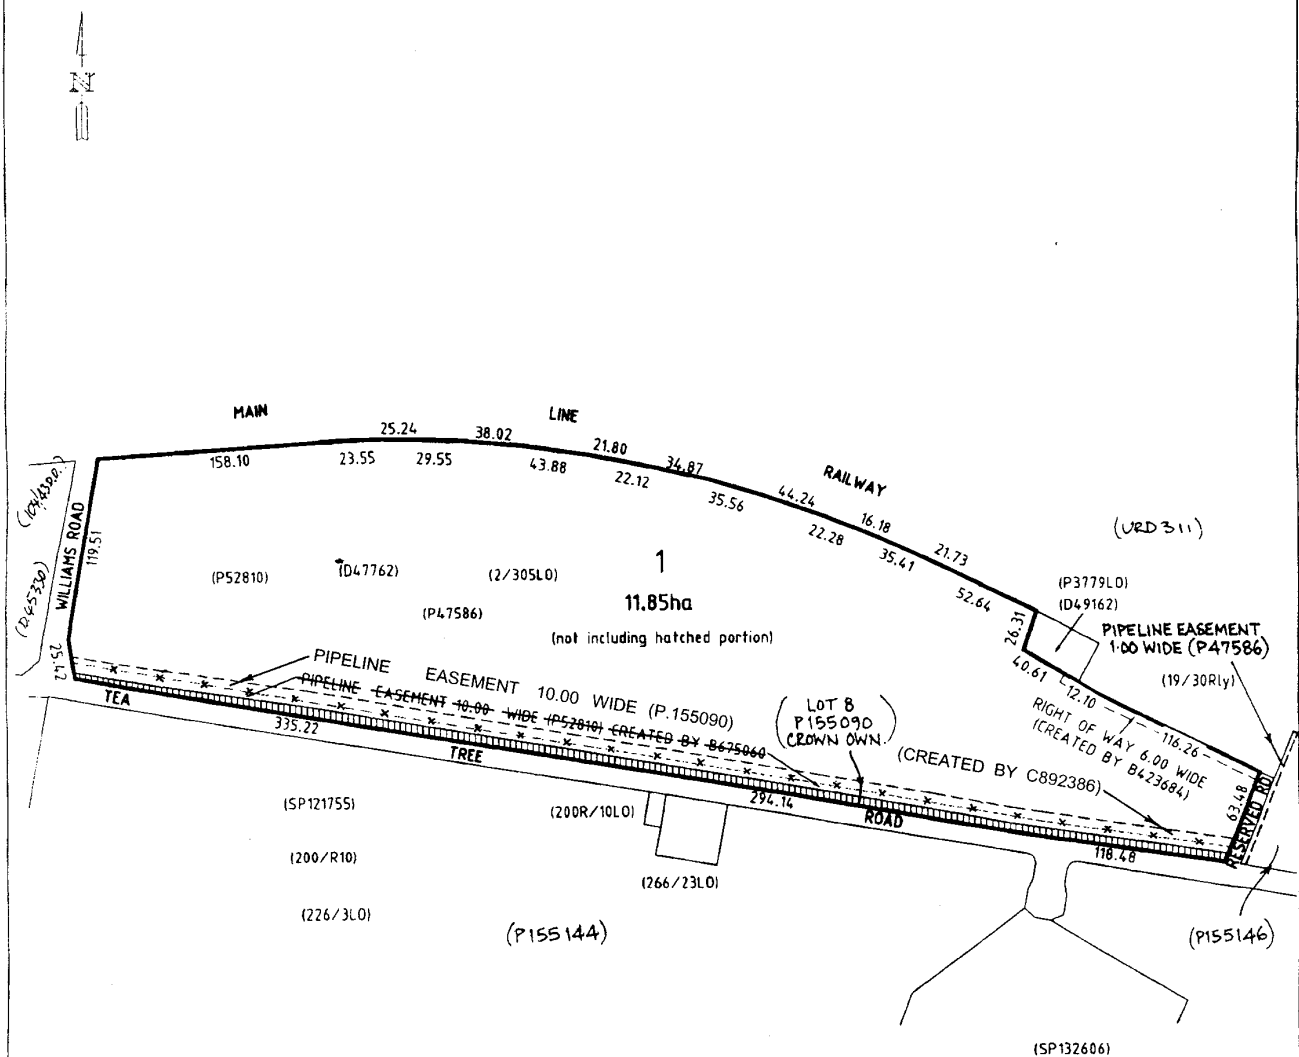 N
MAIN
LINE
RAILWAY
25.24
38.02
21.80
34.87
44.24
16.18
21.73
158.10
23.55
29.55
43.88
22.12
35.56
22.28
35.41
52.64
WILLIAMS ROAD
119.51
25.42
(D.45330)
(P52810)
(D47762)
(2/305LO)
(P47586)
1
11.85ha
(not including hatched portion)
(URD311)
(P3779LO)
(D49162)
26.31
40.61
12.10
116.26
PIPELINE EASEMENT
1.00 WIDE (P47586)
(19/30Rly)
RIGHT OF WAY 6.00 WIDE
(CREATED BY B423684)
63.48
RESERVED RD
PIPELINE EASEMENT 10.00 WIDE (P.155090)
PIPELINE EASEMENT 10.00 WIDE (P52810) CREATED BY B675060
LOT 8
P155090
CROWN OWN.
(CREATED BY C892386)
TEA
335.22
TREE
294.14
ROAD
118.48
(SP121755)
(200R/10LO)
(200/R10)
(266/23LO)
(226/3LO)
(P155144)
(P155146)
(SP132606)